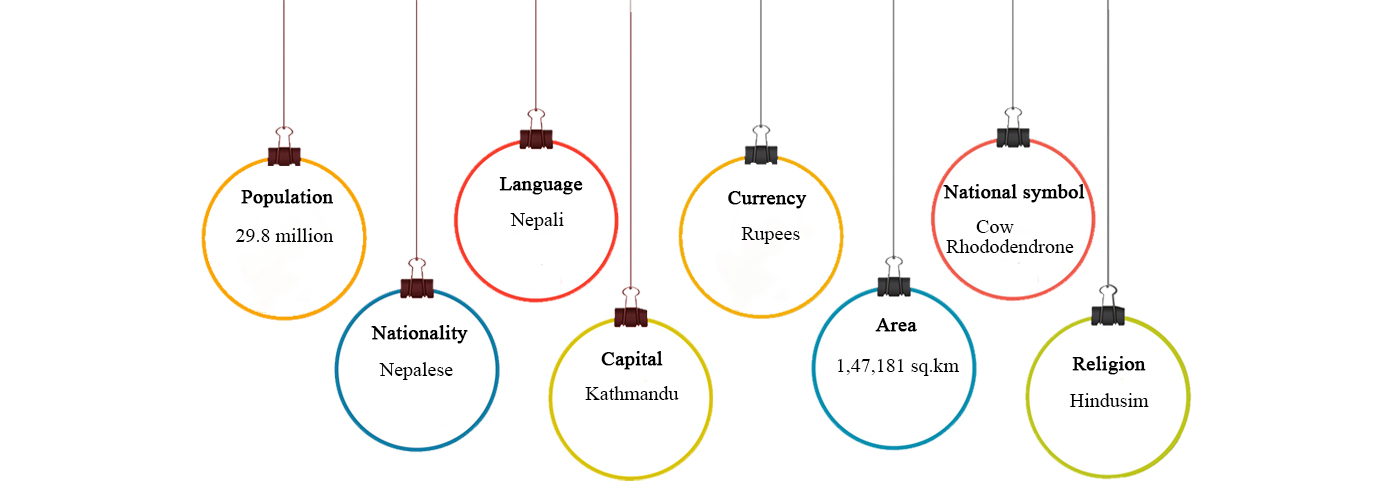 Population
29.8 million
Nationality
Nepalese
Language
Nepali
Capital
Kathmandu
Currency
Rupees
Area
1,47,181 sq.km
National symbol
Cow
Rhododendrone
Religion
Hindusim